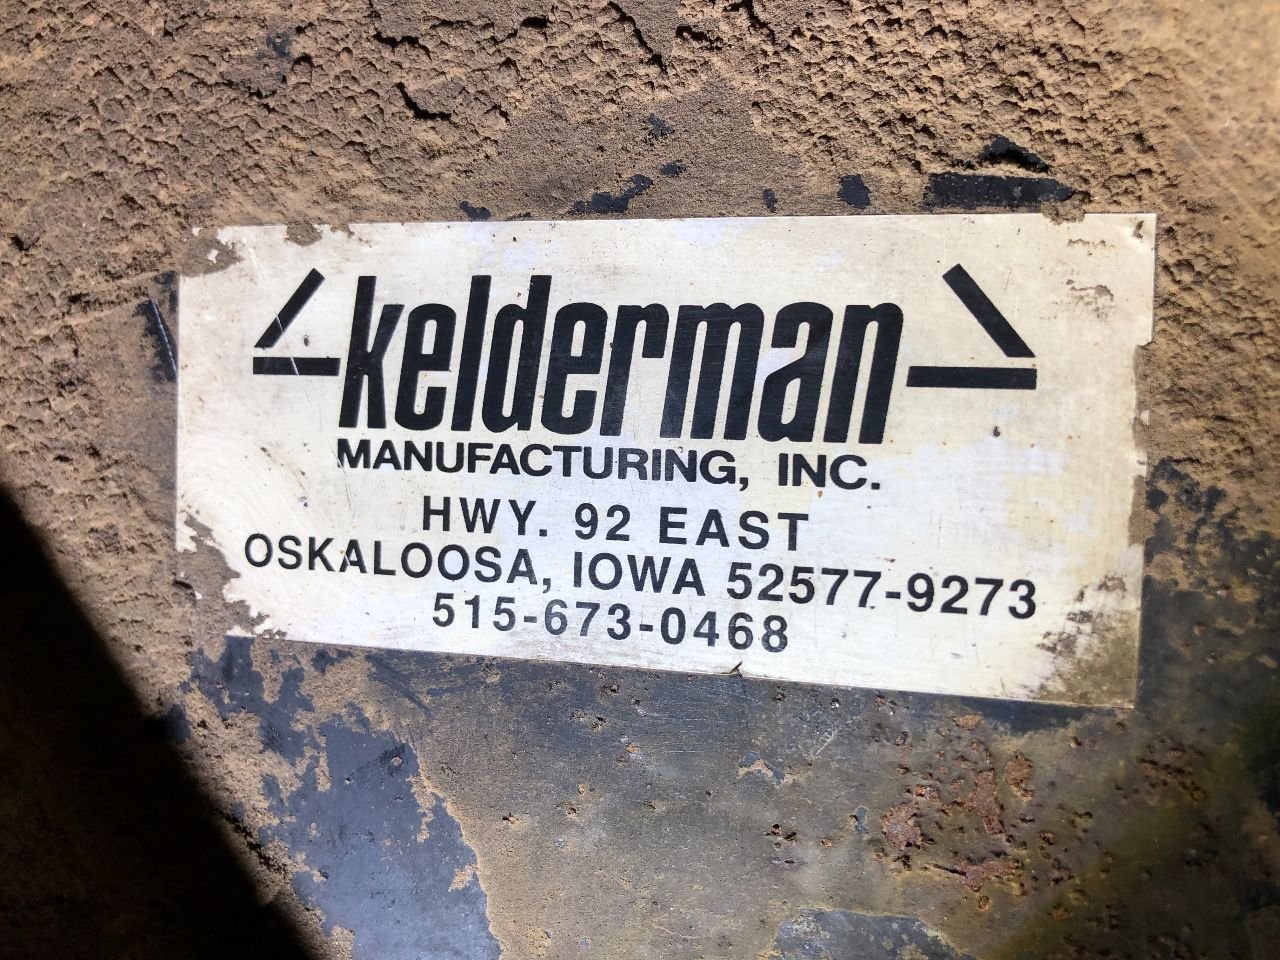 kelderman
MANUFACTURING, INC.
HWY. 92 EAST
OSKALOOSA, IOWA 52577-9273
515-673-0468